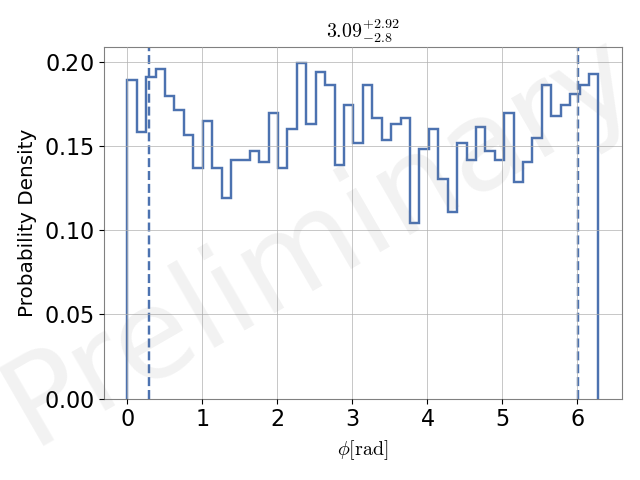 3.09^{+2.92}_{-2.8}
Probability Density
0.20
0.15
0.10
0.05
0.00
0 1 2 3 4 5 6
ϕ[rad]
Preliminary